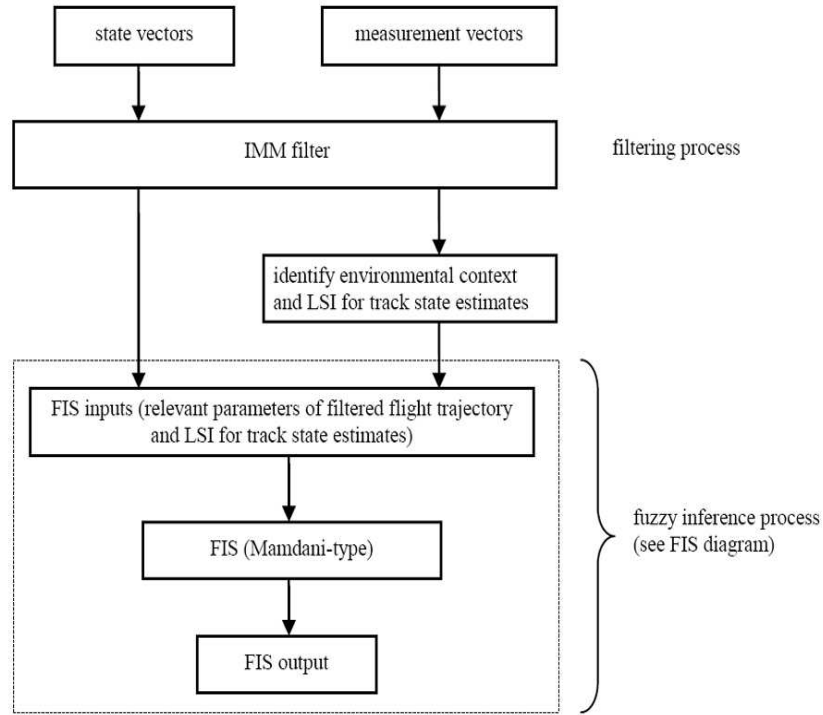 state vectors
measurement vectors
IMM filter
filtering process
identify environmental context
and LSI for track state estimates
FIS inputs (relevant parameters of filtered flight trajectory
and LSI for track state estimates)
FIS (Mamdani-type)
fuzzy inference process
(see FIS diagram)
FIS output